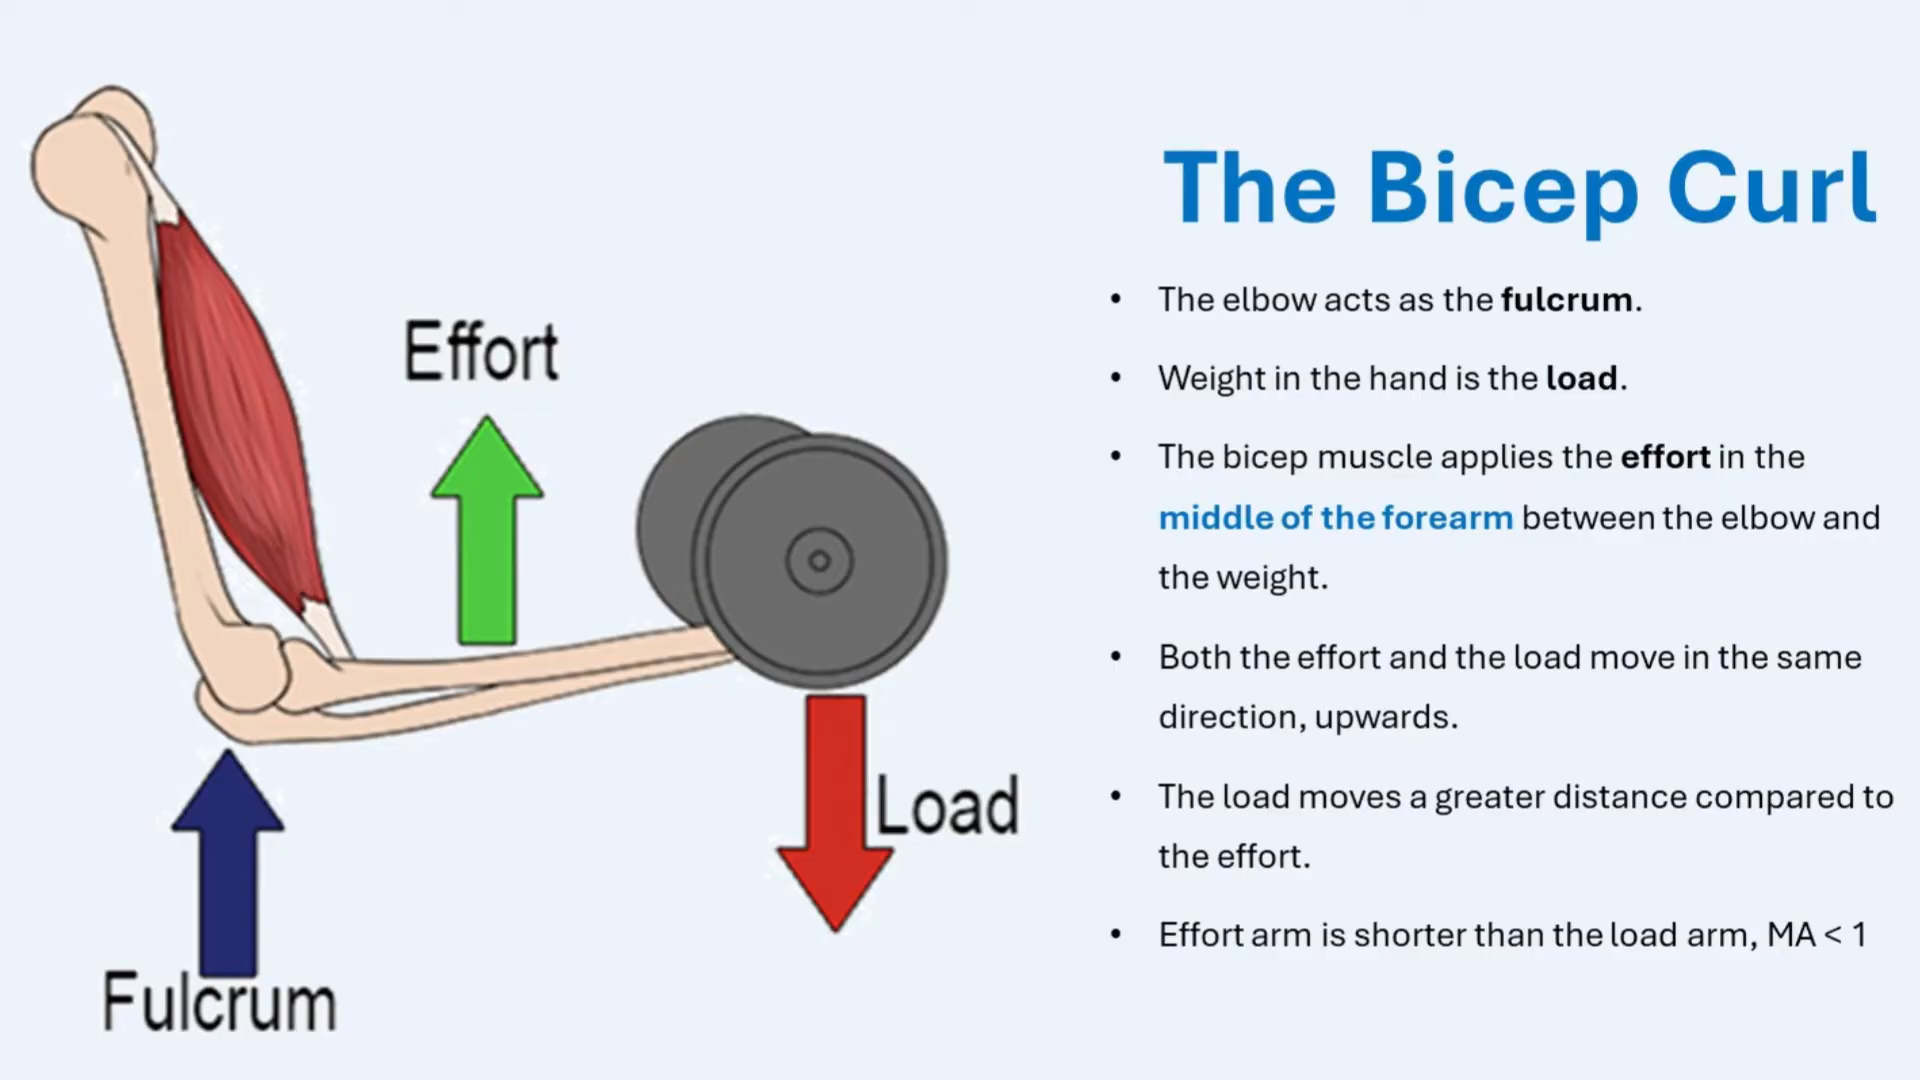 The Bicep Curl
• The elbow acts as the fulcrum.
• Weight in the hand is the load.
• The bicep muscle applies the effort in the
middle of the forearm between the elbow and
the weight.
• Both the effort and the load move in the same
direction, upwards.
• The load moves a greater distance compared to
the effort.
• Effort arm is shorter than the load arm, MA < 1
Effort
Load
Fulcrum